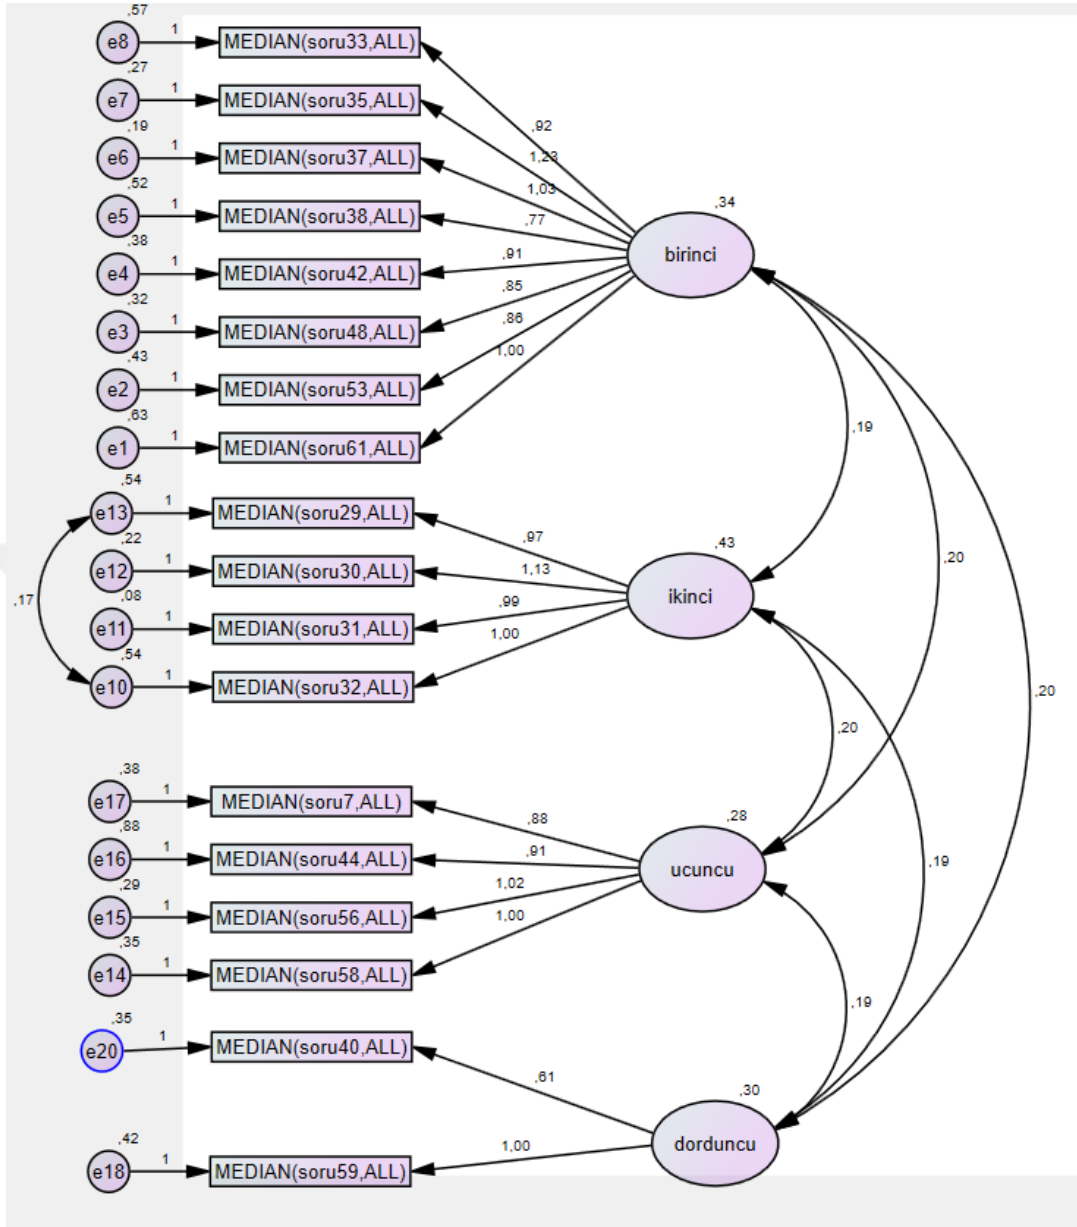 ,57
e8 1 MEDIAN(soru33,ALL)
,27
e7 1 MEDIAN(soru35,ALL)
,19
e6 1 MEDIAN(soru37,ALL)
,52
e5 1 MEDIAN(soru38,ALL)
,38
e4 1 MEDIAN(soru42,ALL)
,32
e3 1 MEDIAN(soru48,ALL)
,43
e2 1 MEDIAN(soru53,ALL)
,63
e1 1 MEDIAN(soru61,ALL)
,92
1,23
1,03
,77
,91
,85
,86
1,00
,34
birinci
,54
e13 1 MEDIAN(soru29,ALL)
,22
e12 1 MEDIAN(soru30,ALL)
,08
e11 1 MEDIAN(soru31,ALL)
,54
e10 1 MEDIAN(soru32,ALL)
,17
,97
1,13
,99
1,00
,43
ikinci
,38
e17 1 MEDIAN(soru7,ALL)
,88
e16 1 MEDIAN(soru44,ALL)
,29
e15 1 MEDIAN(soru56,ALL)
,35
e14 1 MEDIAN(soru58,ALL)
,88
,91
1,02
1,00
,28
ucuncu
,35
e20 1 MEDIAN(soru40,ALL)
,42
e18 1 MEDIAN(soru59,ALL)
,61
1,00
,30
dorduncu
,19
,20
,20
,20
,19
,19